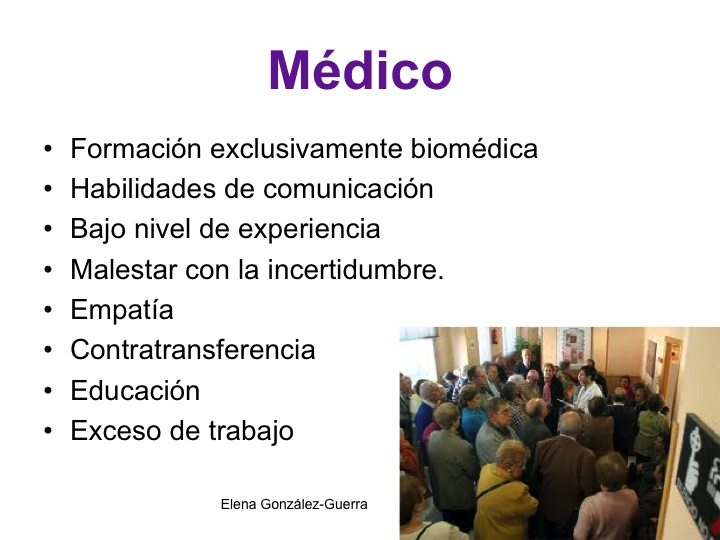 Médico
• Formación exclusivamente biomédica
• Habilidades de comunicación
• Bajo nivel de experiencia
• Malestar con la incertidumbre.
• Empatía
• Contratransferencia
• Educación
• Exceso de trabajo
Elena González-Guerra